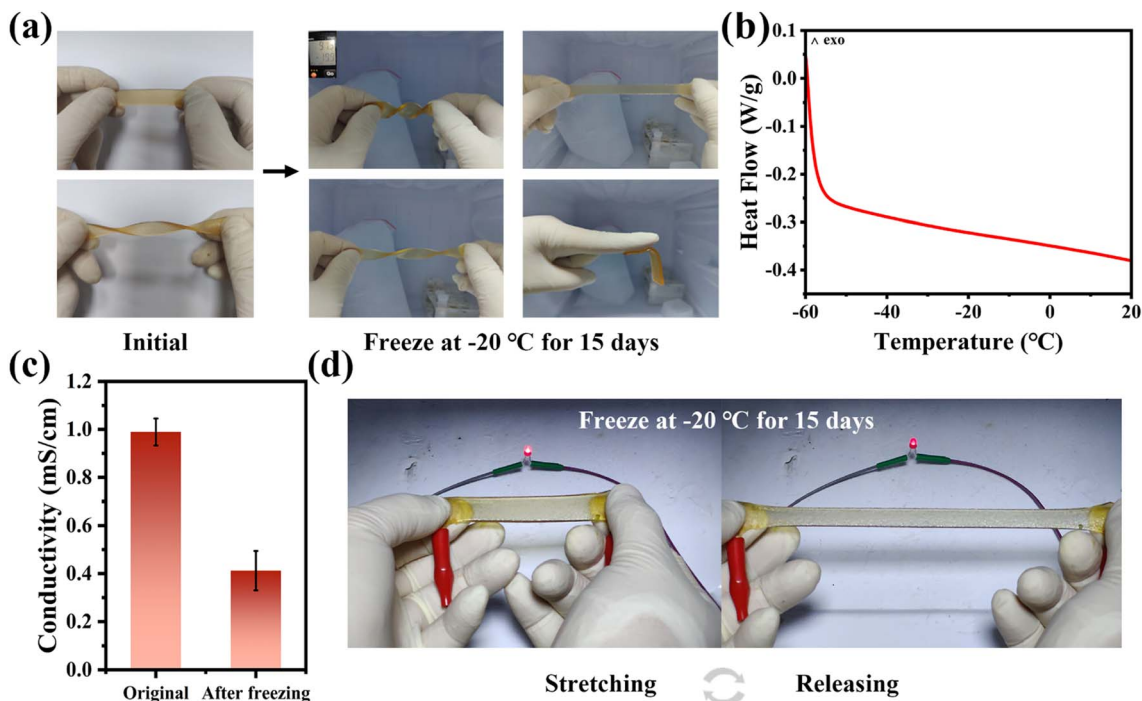 (a)
Initial
Freeze at -20 ℃ for 15 days
(b)
^ exo
0.1
0.0
-0.1
-0.2
-0.3
-0.4
Heat Flow (W/g)
-60
-40
-20
0
20
Temperature (℃)
(c)
1.2
1.0
0.8
0.6
0.4
0.2
0.0
Conductivity (mS/cm)
Original
After freezing
(d)
Freeze at -20 ℃ for 15 days
Stretching
Releasing